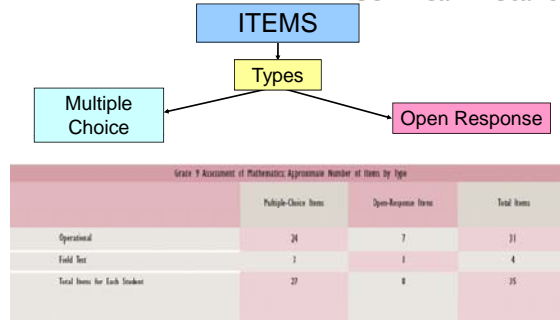 ITEMS
Types
Multiple
Choice
Open Response
Grade 9 Assessment of Mathematics: Approximate Number of Items by Type
Multiple-Choice Items Open-Response Items Total Items
Operational 24 7 31
Field Test 4
Total Items for Each Student 27 8 35